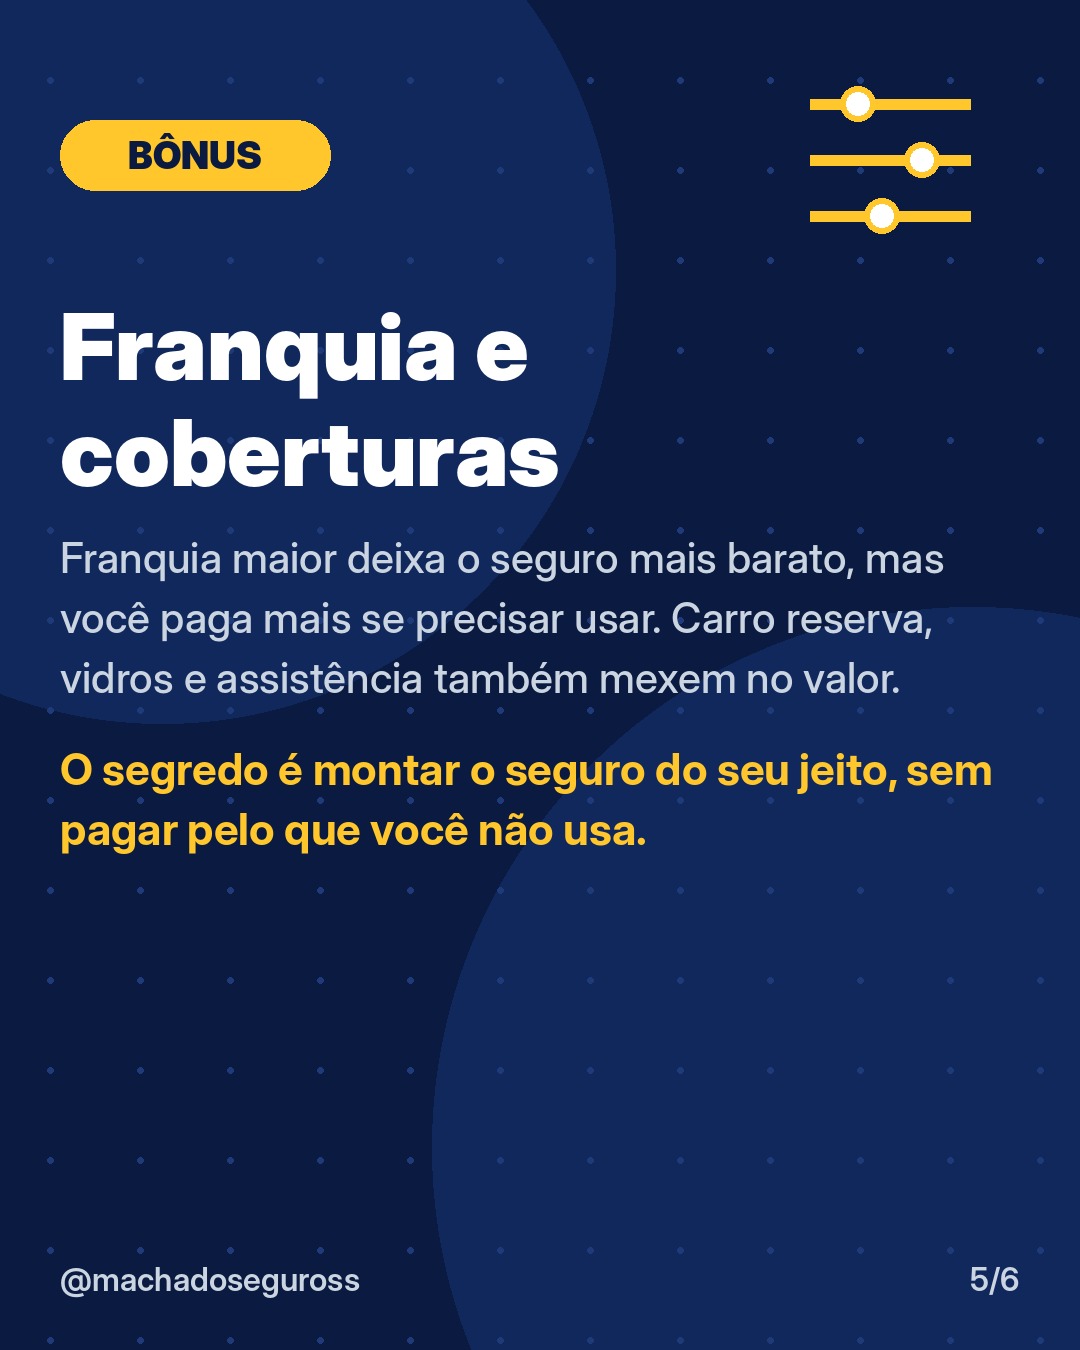 BÔNUS
Franquia e
coberturas
Franquia maior deixa o seguro mais barato, mas
você paga mais se precisar usar. Carro reserva,
vidros e assistência também mexem no valor.
O segredo é montar o seguro do seu jeito, sem
pagar pelo que você não usa.
@machadoseguross
5/6